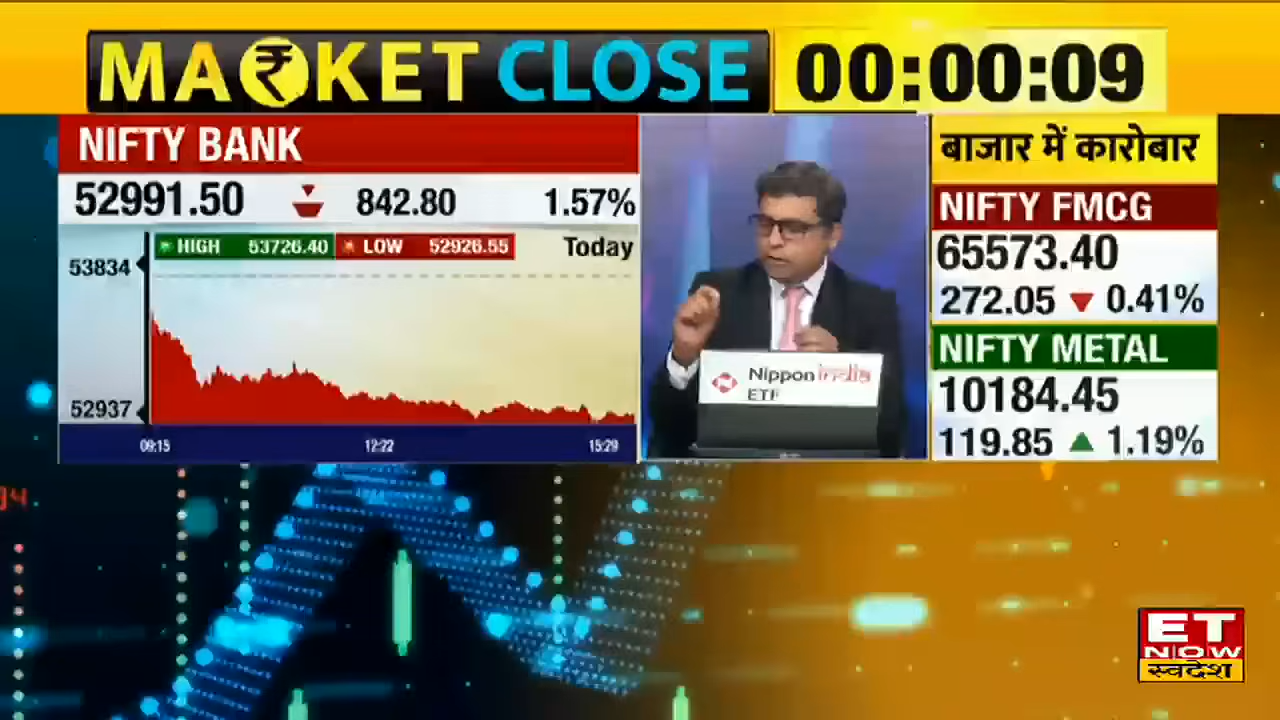 MA₹KET CLOSE
00:00:09
NIFTY BANK
52991.50 842.80 1.57%
HIGH 53726.40 LOW 52926.55 Today
53834
52937
09:15 12:22 15:29
Nippon india
ETF
बाजार में कारोबार
NIFTY FMCG
65573.40
272.05 0.41%
NIFTY METAL
10184.45
119.85 1.19%
ET
NOW
स्वदेश